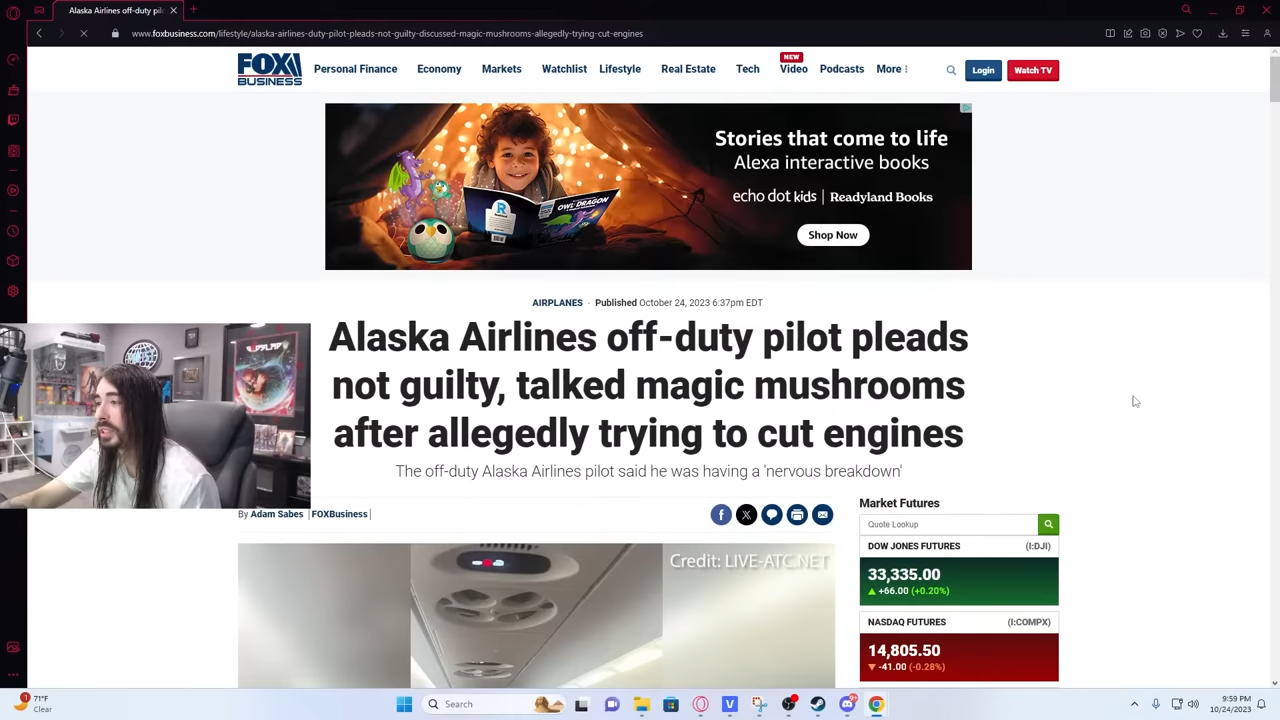 Alaska Airlines off-duty pil
www.foxbusiness.com/lifestyle/alaska-airlines-duty-pilot-pleads-not-guilty-discussed-magic-mushrooms-allegedly-trying-cut-engines
FOX BUSINESS
Personal Finance Economy Markets Watchlist Lifestyle Real Estate Tech Video Podcasts More
NEW
Login
Watch TV
Stories that come to life
Alexa interactive books
echo dot kids | Readyland Books
Shop Now
R
OWL DRAGON
AIRPLANES · Published October 24, 2023 6:37pm EDT
Alaska Airlines off-duty pilot pleads
not guilty, talked magic mushrooms
after allegedly trying to cut engines
The off-duty Alaska Airlines pilot said he was having a 'nervous breakdown'
By Adam Sabes | FOXBusiness |
Credit: LIVE-ATC.NET
Market Futures
Quote Lookup
DOW JONES FUTURES (I:DJI)
33,335.00
▲ +66.00 (+0.20%)
NASDAQ FUTURES (I:COMPX)
14,805.50
▼ -41.00 (-0.28%)
1
71°F
Clear
Search
9+
9:59 PM
10/24/2023